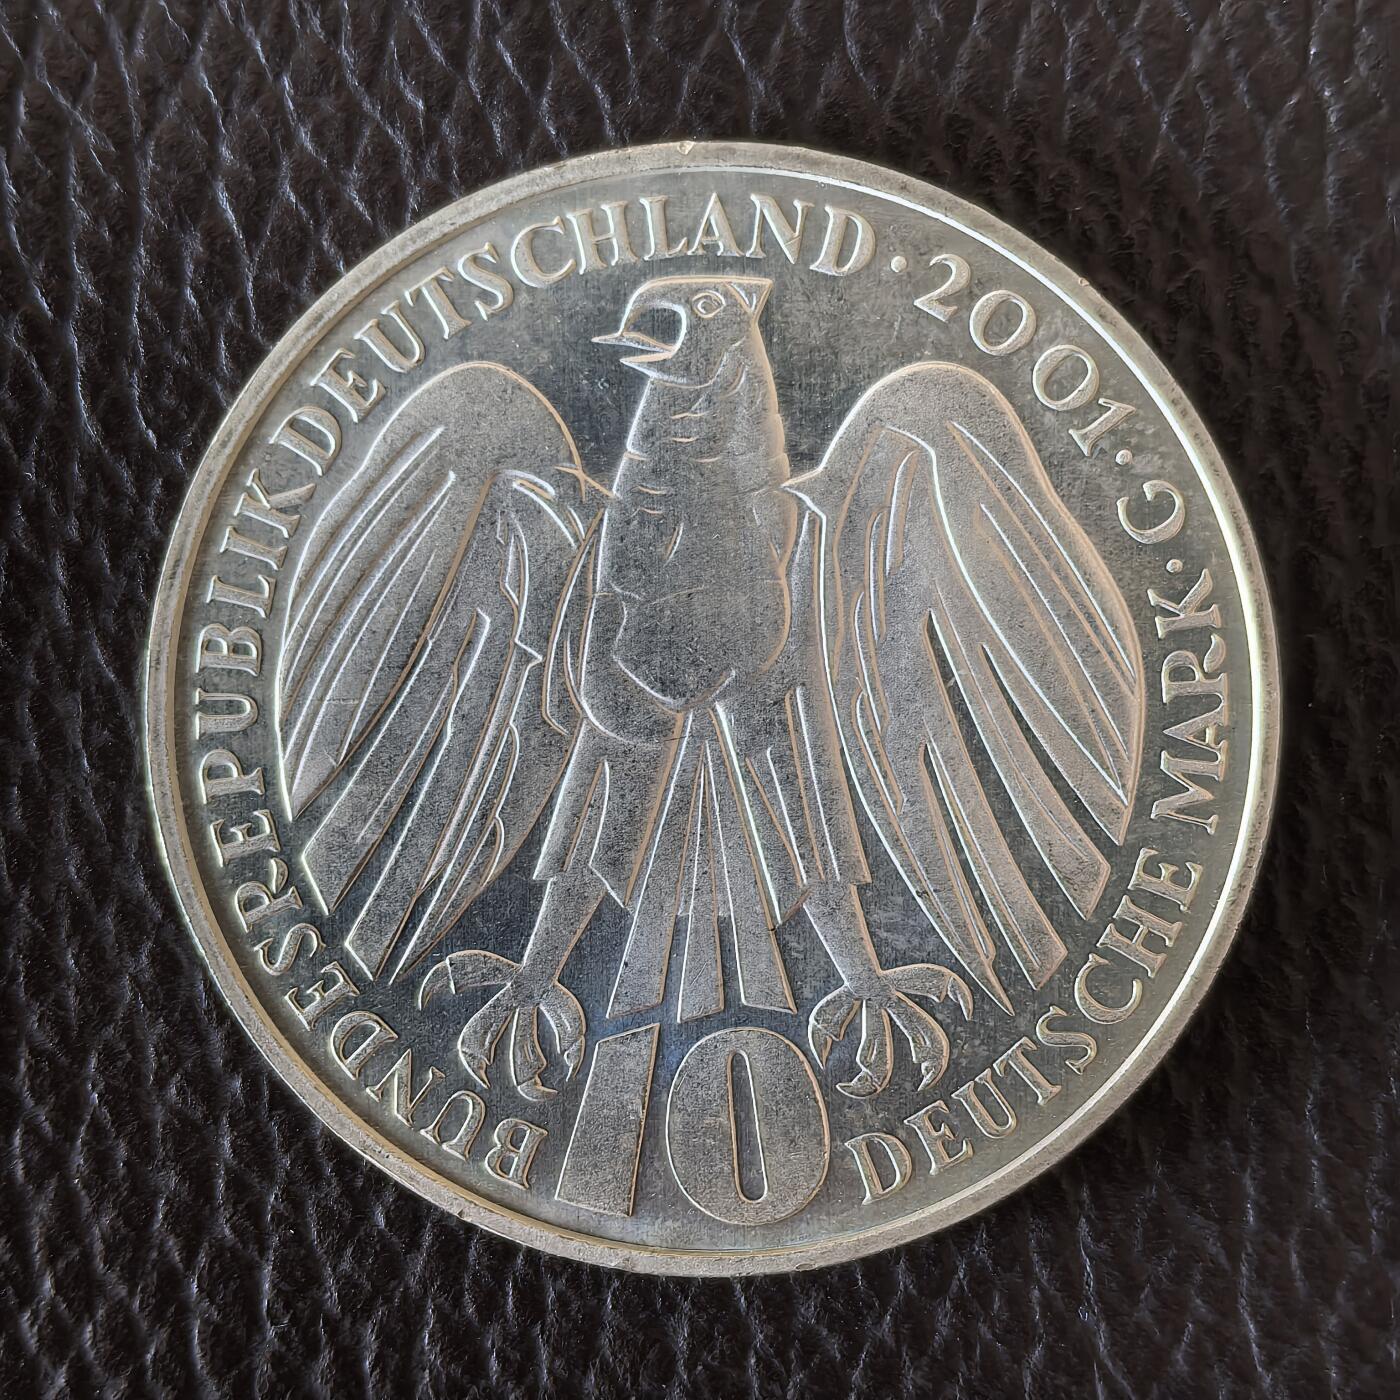 BUNDESREPUBLIK DEUTSCHLAND · 2001 · G · DEUTSCHE MARK
10